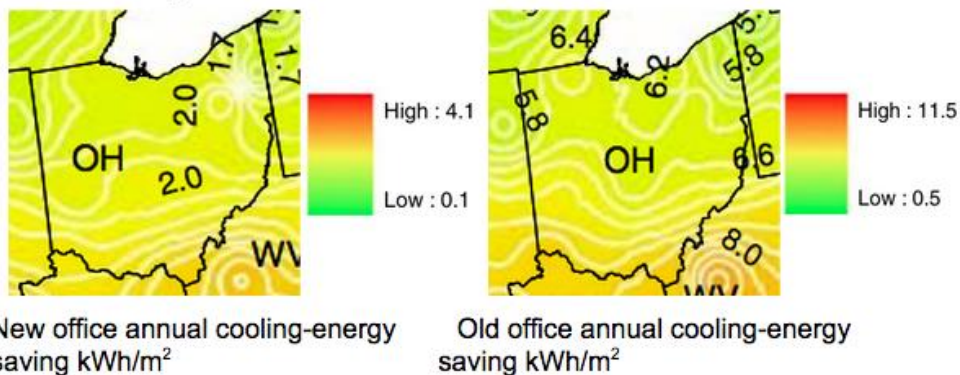 1.7
1.7
2.0
OH
2.0
WV
High : 4.1
Low : 0.1
6.4
6.2
5.8
5.8
OH
6.6
8.0
WV
High : 11.5
Low : 0.5
New office annual cooling-energy
saving kWh/m²
Old office annual cooling-energy
saving kWh/m²